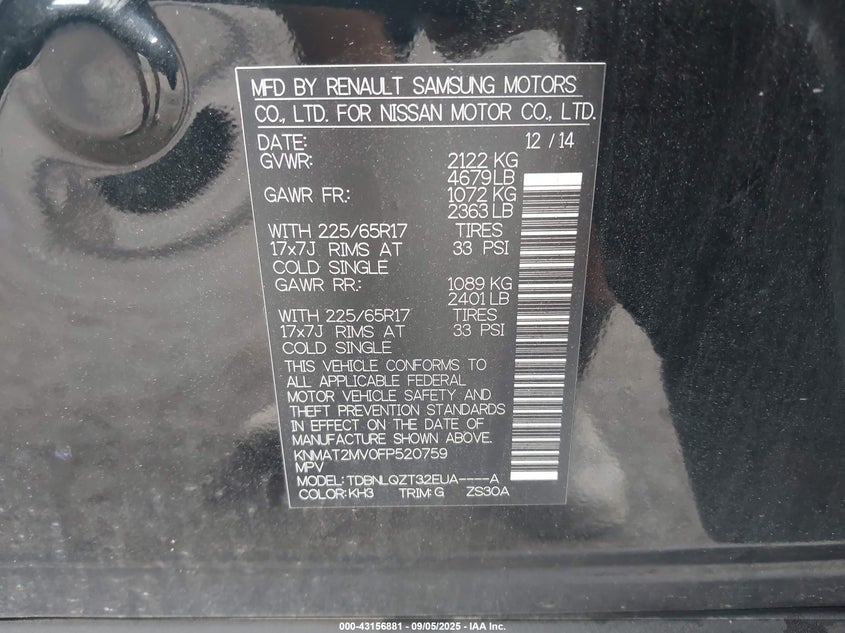 MFD BY RENAULT SAMSUNG MOTORS
CO., LTD. FOR NISSAN MOTOR CO., LTD.
DATE: 12 / 14
GVWR: 2122 KG
4679 LB
GAWR FR: 1072 KG
2363 LB
WITH 225/65R17 TIRES
17x7J RIMS AT 33 PSI
COLD SINGLE
GAWR RR: 1089 KG
2401 LB
WITH 225/65R17 TIRES
17x7J RIMS AT 33 PSI
COLD SINGLE
THIS VEHICLE CONFORMS TO
ALL APPLICABLE FEDERAL
MOTOR VEHICLE SAFETY AND
THEFT PREVENTION STANDARDS
IN EFFECT ON THE DATE OF
MANUFACTURE SHOWN ABOVE.
KNMAT2MV0FP520759
MPV
MODEL: TDBNLQZT32EUA----A
COLOR: KH3 TRIM: G ZS30A
000-43156881 - 09/05/2025 - IAA Inc.